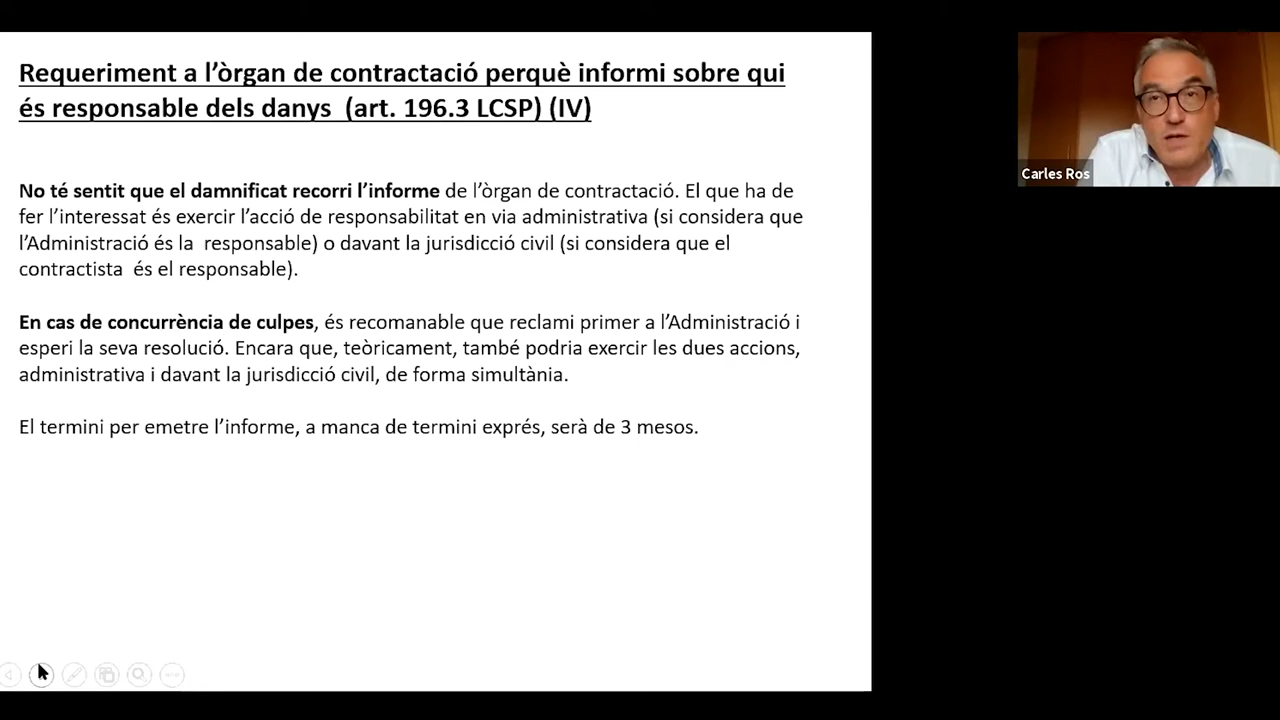 Requeriment a l’òrgan de contractació perquè informi sobre qui
és responsable dels danys  (art. 196.3 LCSP) (IV)
No té sentit que el damnificat recorri l’informe de l’òrgan de contractació. El que ha de
fer l’interessat és exercir l’acció de responsabilitat en via administrativa (si considera que
l’Administració és la  responsable) o davant la jurisdicció civil (si considera que el
contractista  és el responsable).
En cas de concurrència de culpes, és recomanable que reclami primer a l’Administració i
esperi la seva resolució. Encara que, teòricament, també podria exercir les dues accions,
administrativa i davant la jurisdicció civil, de forma simultània.
El termini per emetre l’informe, a manca de termini exprés, serà de 3 mesos.
Carles Ros